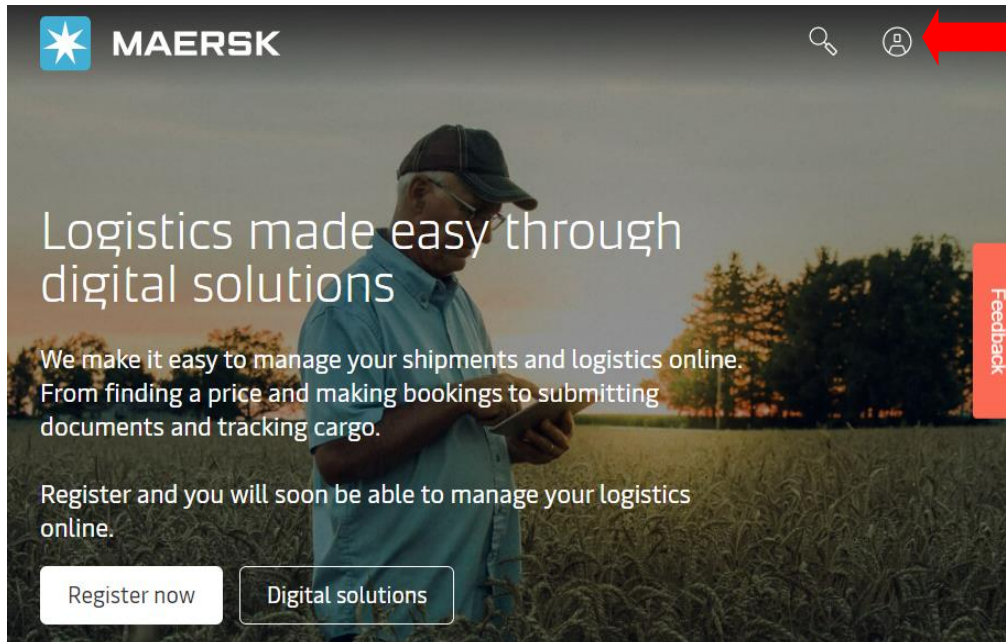 MAERSK
Logistics made easy through
digital solutions
We make it easy to manage your shipments and logistics online.
From finding a price and making bookings to submitting
documents and tracking cargo.
Register and you will soon be able to manage your logistics
online.
Register now
Digital solutions
Feedback